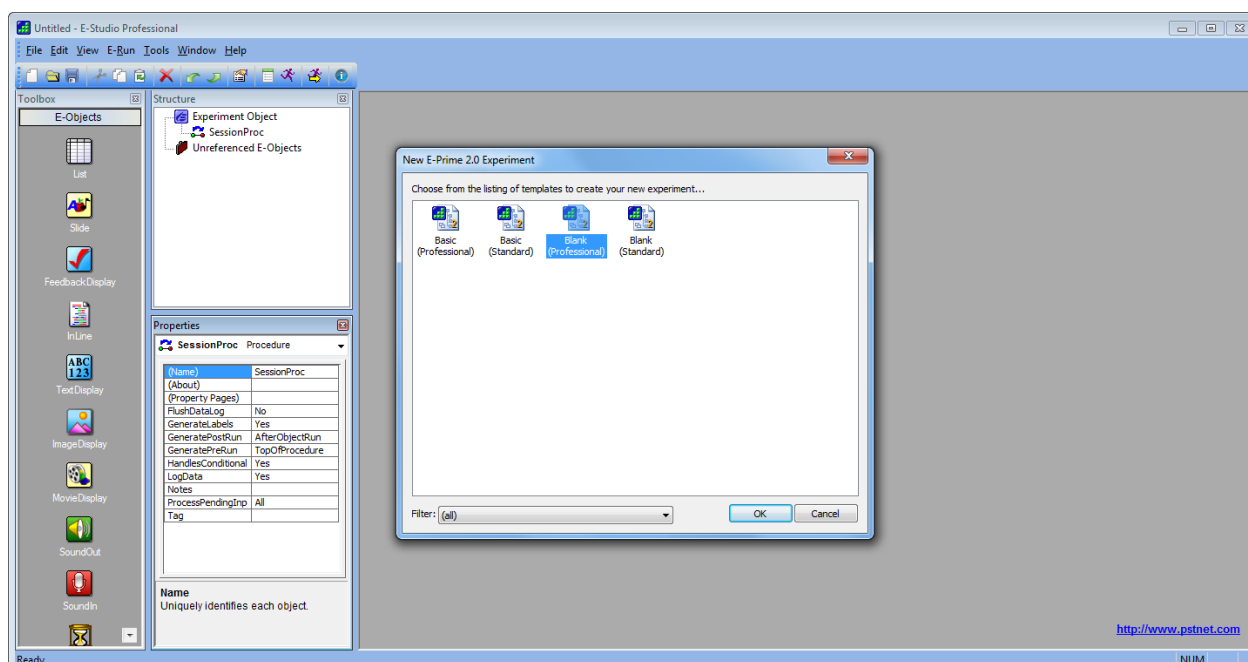 Untitled - E-Studio Professional
File Edit View E-Run Tools Window Help
Toolbox
E-Objects
List
Slide
FeedbackDisplay
InLine
ABC
123
TextDisplay
ImageDisplay
MovieDisplay
SoundOut
SoundIn
Structure
Experiment Object
SessionProc
Unreferenced E-Objects
Properties
SessionProc Procedure
(Name) SessionProc
(About)
(Property Pages)
FlushDataLog No
GenerateLabels Yes
GeneratePostRun AfterObjectRun
GeneratePreRun TopOfProcedure
HandlesConditional Yes
LogData Yes
Notes
ProcessPendingInp All
Tag
Name
Uniquely identifies each object.
New E-Prime 2.0 Experiment
Choose from the listing of templates to create your new experiment...
Basic (Professional)
Basic (Standard)
Blank (Professional)
Blank (Standard)
Filter: (all)
OK Cancel
http://www.pstnet.com
Ready NUM